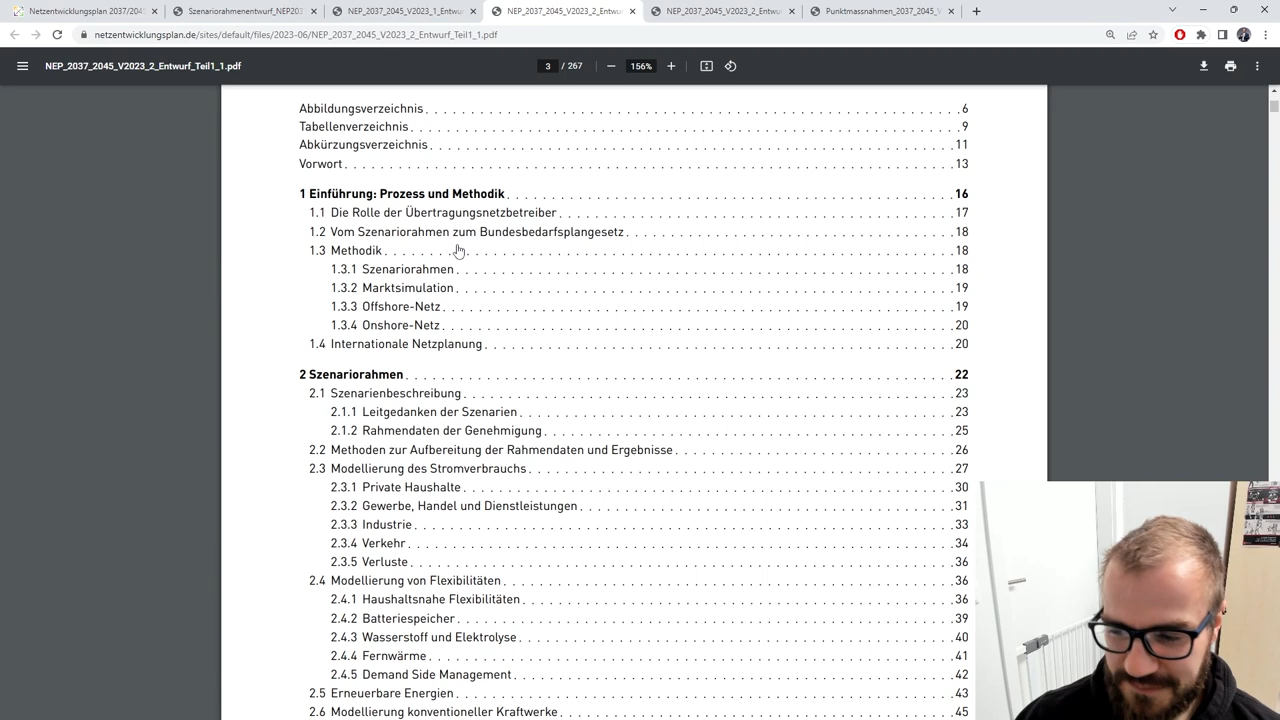 Netzentwicklungsplan 2037/2045
Szenariorahmenentwurf_NEP203
NEP_2037_2045_V2023_1_Entwurf
NEP_2037_2045_V2023_2_Entwurf
NEP_2037_2045_V2023_2_Entwurf
Punktmassnahmen_2037_2045_V
netzentwicklungsplan.de/sites/default/files/2023-06/NEP_2037_2045_V2023_2_Entwurf_Teil1_1.pdf
NEP_2037_2045_V2023_2_Entwurf_Teil1_1.pdf
3 / 267
156%
Abbildungsverzeichnis 6
Tabellenverzeichnis 9
Abkürzungsverzeichnis 11
Vorwort 13
1 Einführung: Prozess und Methodik 16
1.1 Die Rolle der Übertragungsnetzbetreiber 17
1.2 Vom Szenariorahmen zum Bundesbedarfsplangesetz 18
1.3 Methodik 18
1.3.1 Szenariorahmen 18
1.3.2 Marktsimulation 19
1.3.3 Offshore-Netz 19
1.3.4 Onshore-Netz 20
1.4 Internationale Netzplanung 20
2 Szenariorahmen 22
2.1 Szenarienbeschreibung 23
2.1.1 Leitgedanken der Szenarien 23
2.1.2 Rahmendaten der Genehmigung 25
2.2 Methoden zur Aufbereitung der Rahmendaten und Ergebnisse 26
2.3 Modellierung des Stromverbrauchs 27
2.3.1 Private Haushalte 30
2.3.2 Gewerbe, Handel und Dienstleistungen 31
2.3.3 Industrie 33
2.3.4 Verkehr 34
2.3.5 Verluste 36
2.4 Modellierung von Flexibilitäten 36
2.4.1 Haushaltsnahe Flexibilitäten 36
2.4.2 Batteriespeicher 39
2.4.3 Wasserstoff und Elektrolyse 40
2.4.4 Fernwärme 41
2.4.5 Demand Side Management 42
2.5 Erneuerbare Energien 43
2.6 Modellierung konventioneller Kraftwerke 45